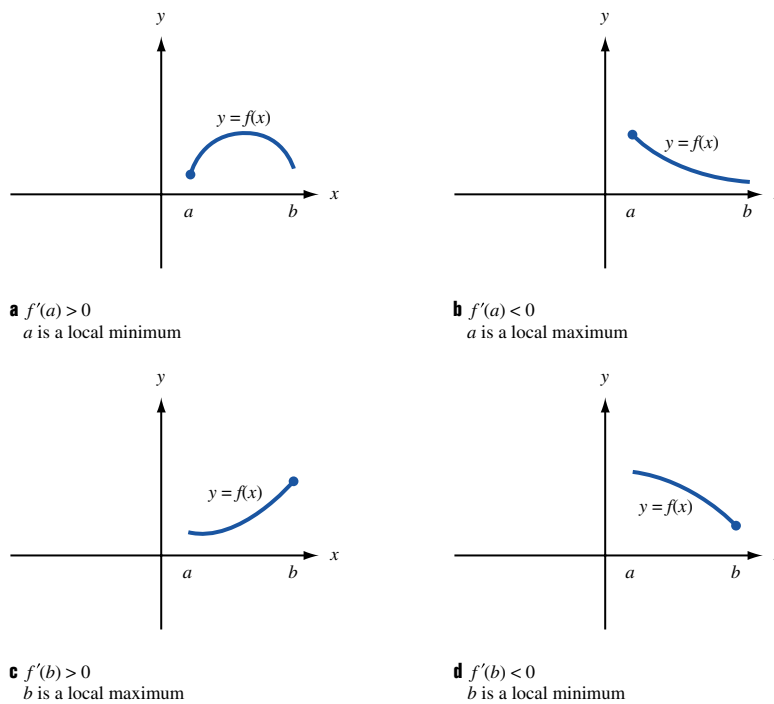 y
y = f(x)
x
a
b
a f′(a) > 0
a is a local minimum
y
y = f(x)
a
b
b f′(a) < 0
a is a local maximum
y
y = f(x)
x
a
b
c f′(b) > 0
b is a local maximum
y
y = f(x)
a
b
d f′(b) < 0
b is a local minimum